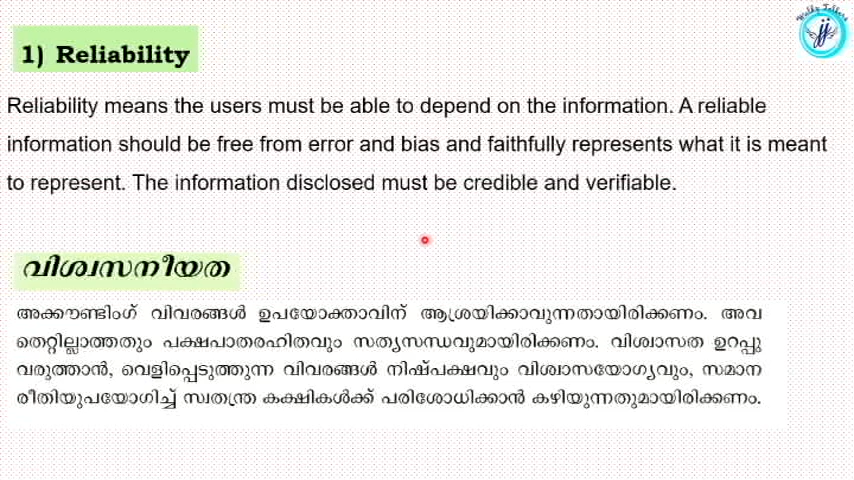 Walky Talkers
jj
1) Reliability
Reliability means the users must be able to depend on the information. A reliable
information should be free from error and bias and faithfully represents what it is meant
to represent. The information disclosed must be credible and verifiable.
വിശ്വസനീയത
അക്കൗണ്ടിംഗ് വിവരങ്ങൾ ഉപയോക്താവിന് ആശ്രയിക്കാവുന്നതായിരിക്കണം. അവ
തെറ്റില്ലാത്തതും പക്ഷപാതരഹിതവും സത്യസന്ധവുമായിരിക്കണം. വിശ്വാസത ഉറപ്പു
വരുത്താൻ, വെളിപ്പെടുത്തുന്ന വിവരങ്ങൾ നിഷ്പക്ഷവും വിശ്വാസയോഗ്യവും, സമാന
രീതിയുപയോഗിച്ച് സ്വതന്ത്ര കക്ഷികൾക്ക് പരിശോധിക്കാൻ കഴിയുന്നതുമായിരിക്കണം.